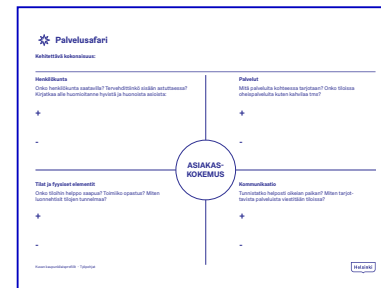 Palvelusafari
Kehitettävä kokonaisuus:
Henkilökunta
Onko henkilökunta saatavilla? Tervehditäänkö sisään astuttaessa?
Kirjatkaa alle huomioitanne hyvistä ja huonoista asioista:
+
-
Palvelut
Mitä palveluita kohteessa tarjotaan? Onko tiloissa
oheispalveluita kuten kahvilaa tms?
+
-
ASIAKAS-
KOKEMUS
Tilat ja fyysiset elementit
Onko tiloihin helppo saapua? Toimiiko opastus? Miten
luonnehtisit tilojen tunnelmaa?
+
-
Kommunikaatio
Tunnistatko helposti oikean paikan? Miten tarjot-
tavista palveluista viestitään tiloissa?
+
-
Helsinki